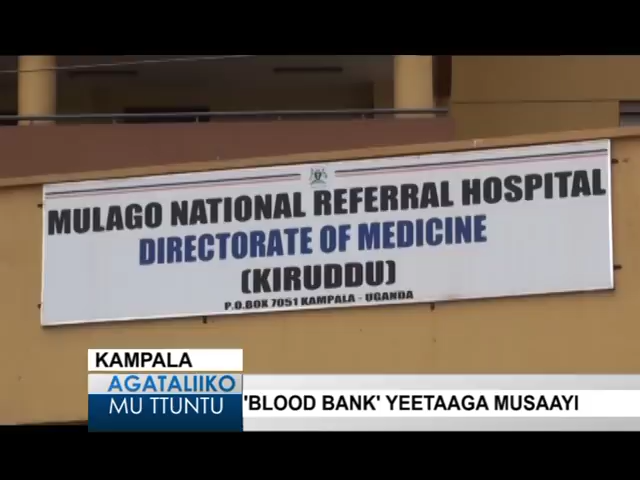 MULAGO NATIONAL REFERRAL HOSPITAL
DIRECTORATE OF MEDICINE
(KIRUDDU)
P.O.BOX 7051 KAMPALA - UGANDA
KAMPALA
AGATALIIKO
MU TTUNTU
'BLOOD BANK' YEETAAGA MUSAAYI